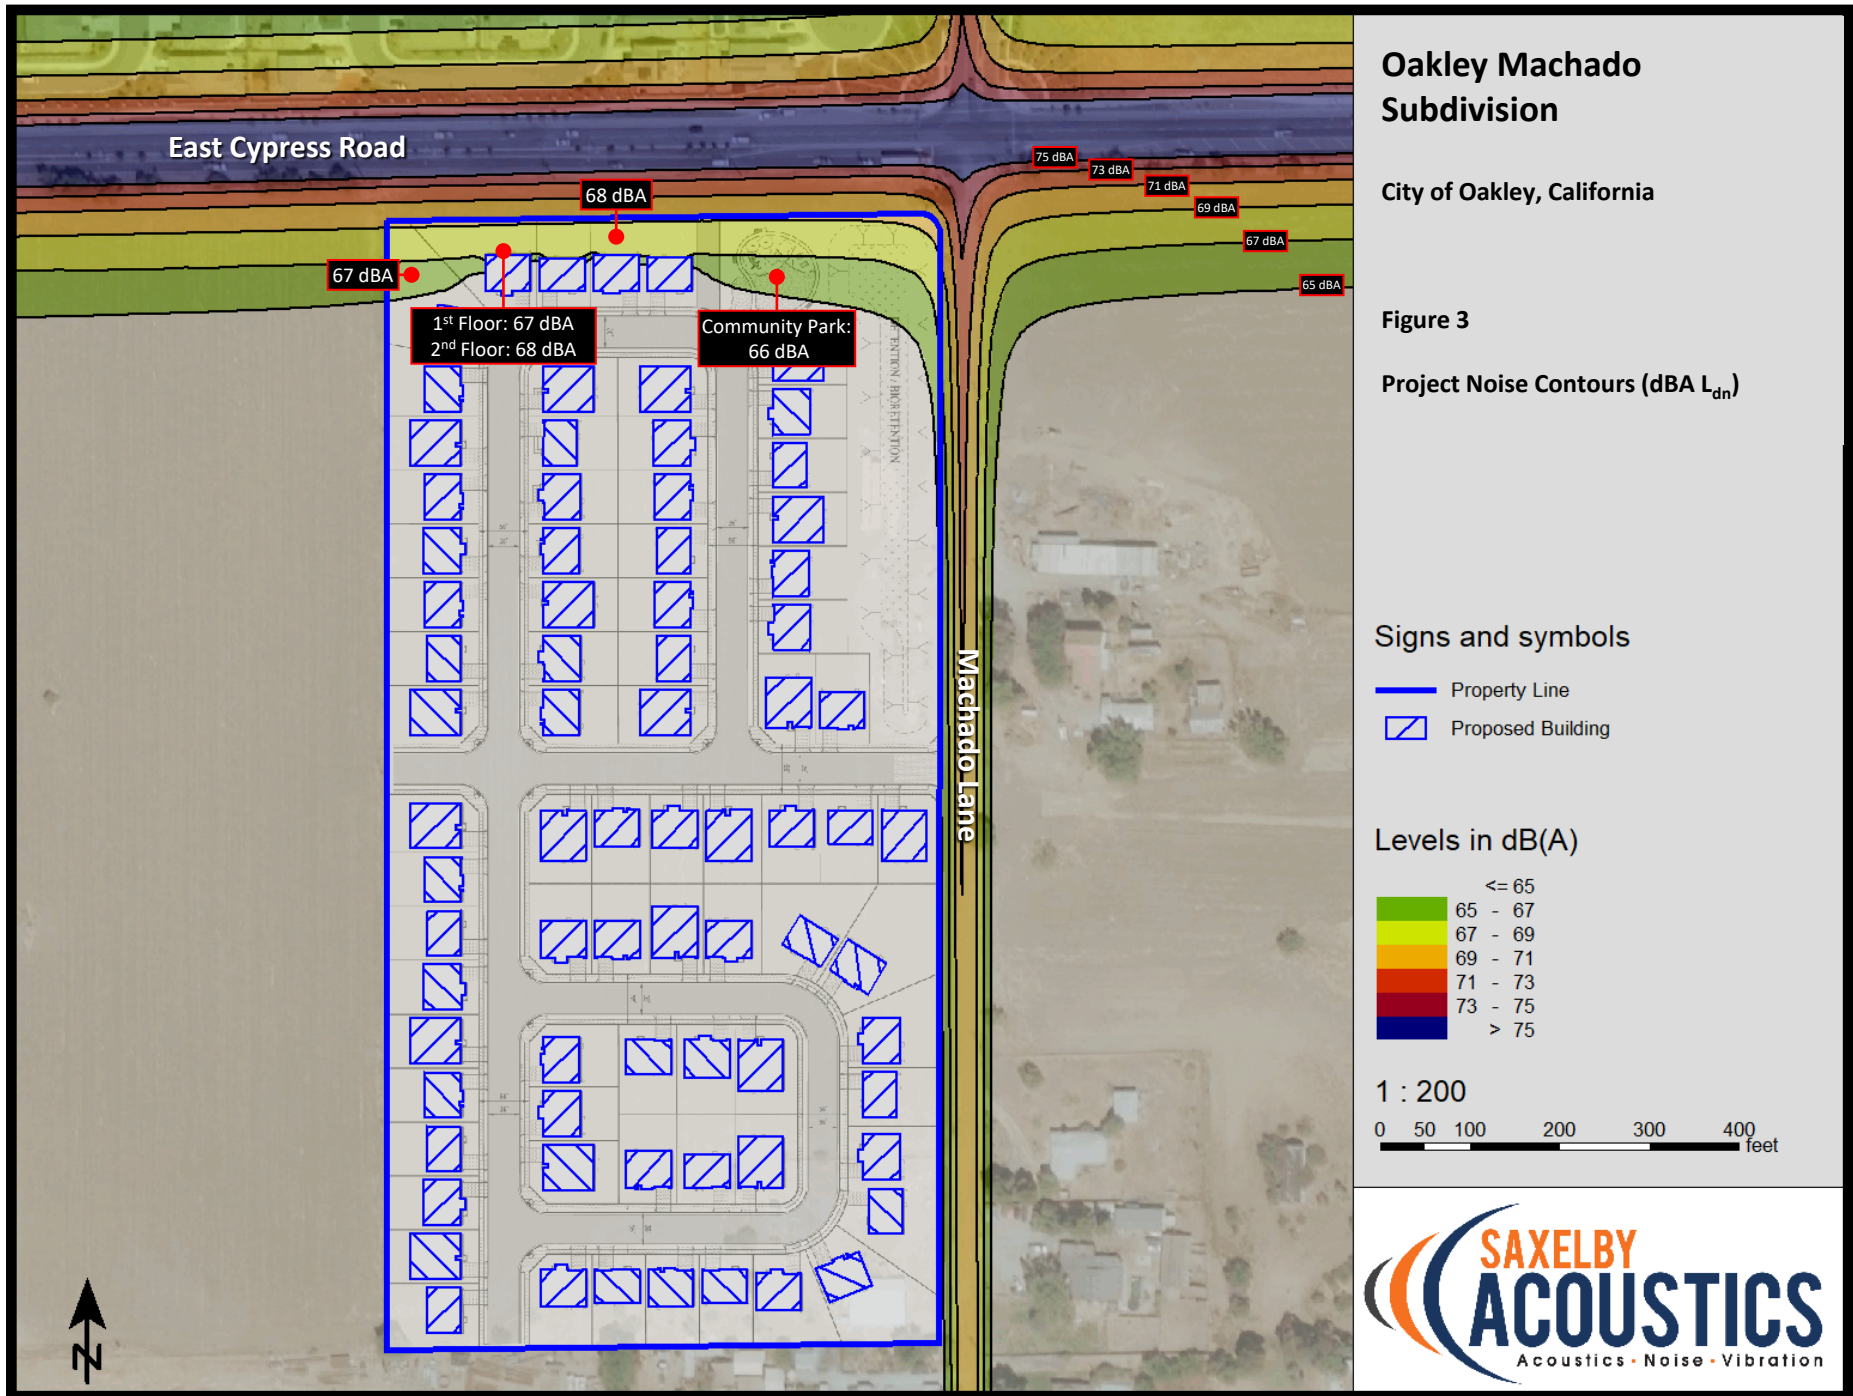 East Cypress Road
68 dBA
67 dBA
1st Floor: 67 dBA
2nd Floor: 68 dBA
Community Park:
66 dBA
75 dBA
73 dBA
71 dBA
69 dBA
67 dBA
65 dBA
Machado Lane
N
Oakley Machado
Subdivision
City of Oakley, California
Figure 3
Project Noise Contours (dBA Ldn)
Signs and symbols
Property Line
Proposed Building
Levels in dB(A)
<= 65
65 - 67
67 - 69
69 - 71
71 - 73
73 - 75
> 75
1 : 200
0 50 100 200 300 400
feet
SAXELBY
ACOUSTICS
Acoustics · Noise · Vibration